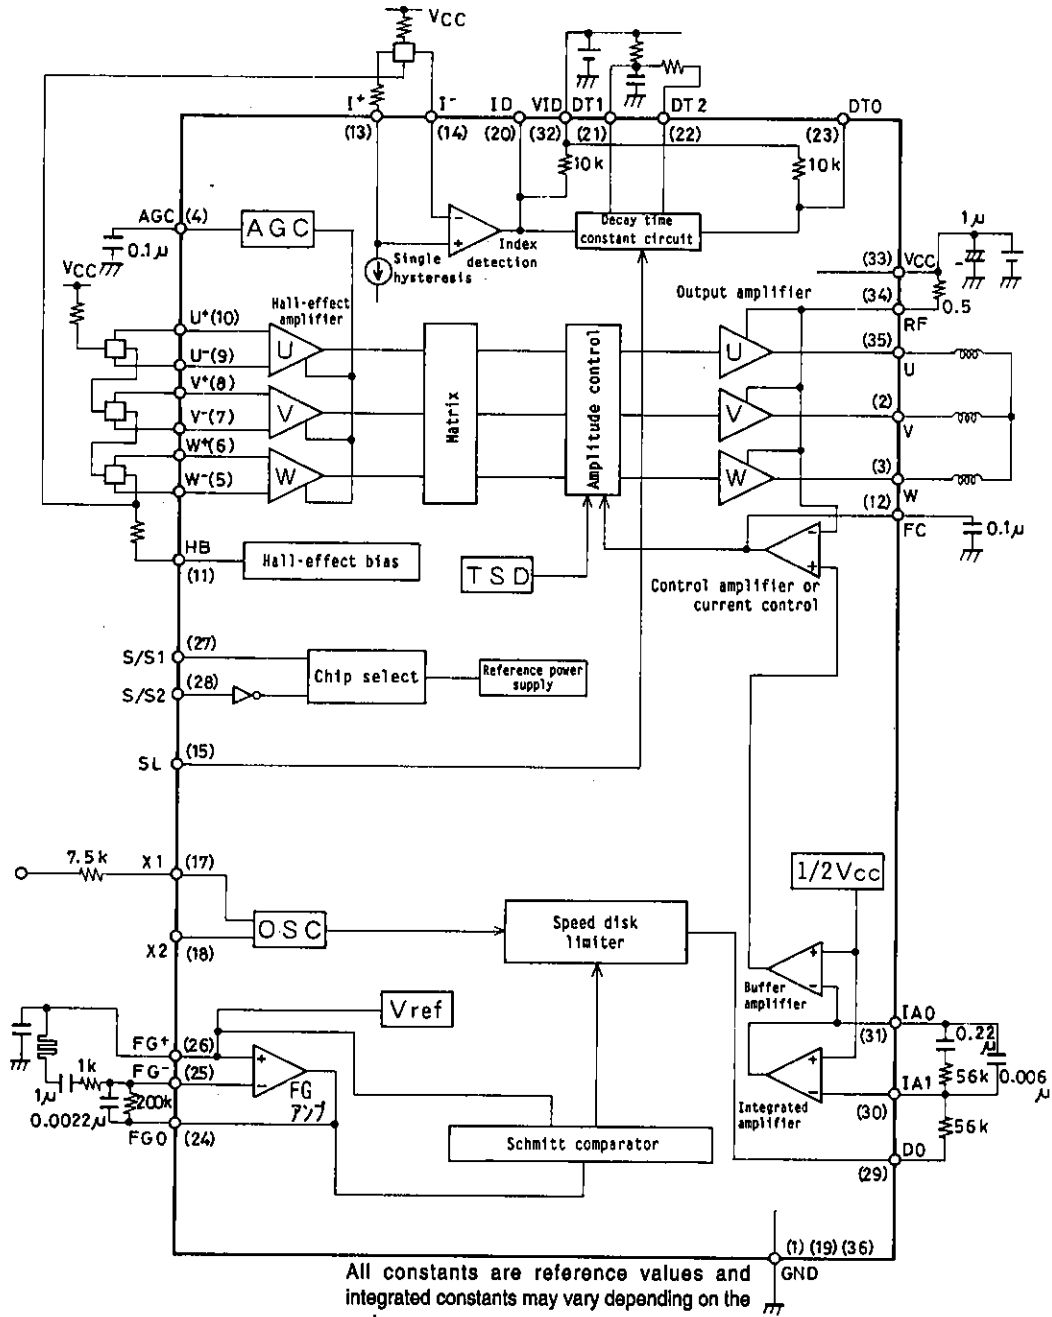 VCC
I+
I-
ID
VID
DT1
DT2
DTO
(13)
(14)
(20)
(32)
(21)
(22)
(23)
10k
10k
AGC
(4)
AGC
0.1μ
VCC
Single hysteresis
Index detection
Decay time
constant circuit
1μ
(33)
VCC
(34)
RF
0.5
Output amplifier
Hall-effect
amplifier
U+(10)
U-(9)
V+(8)
V-(7)
W+(6)
W-(5)
U
V
W
Matrix
Amplitude control
U
V
W
(35)
U
(2)
V
(3)
W
(12)
FC
0.1μ
HB
(11)
Hall-effect bias
TSD
Control amplifier or
current control
S/S1
(27)
S/S2
(28)
Chip select
Reference power
supply
SL
(15)
7.5k
X1
(17)
X2
(18)
OSC
Speed disk
limiter
1/2Vcc
Buffer
amplifier
Vref
FG+
(26)
FG-
(25)
1k
1μ
0.0022μ
200k
FGO
(24)
FG
アンプ
Schmitt comparator
Integrated
amplifier
IAO
(31)
0.22
μ
0.006
μ
56k
IA1
(30)
56k
DO
(29)
(1) (19) (36)
GND
All constants are reference values and
integrated constants may vary depending on the